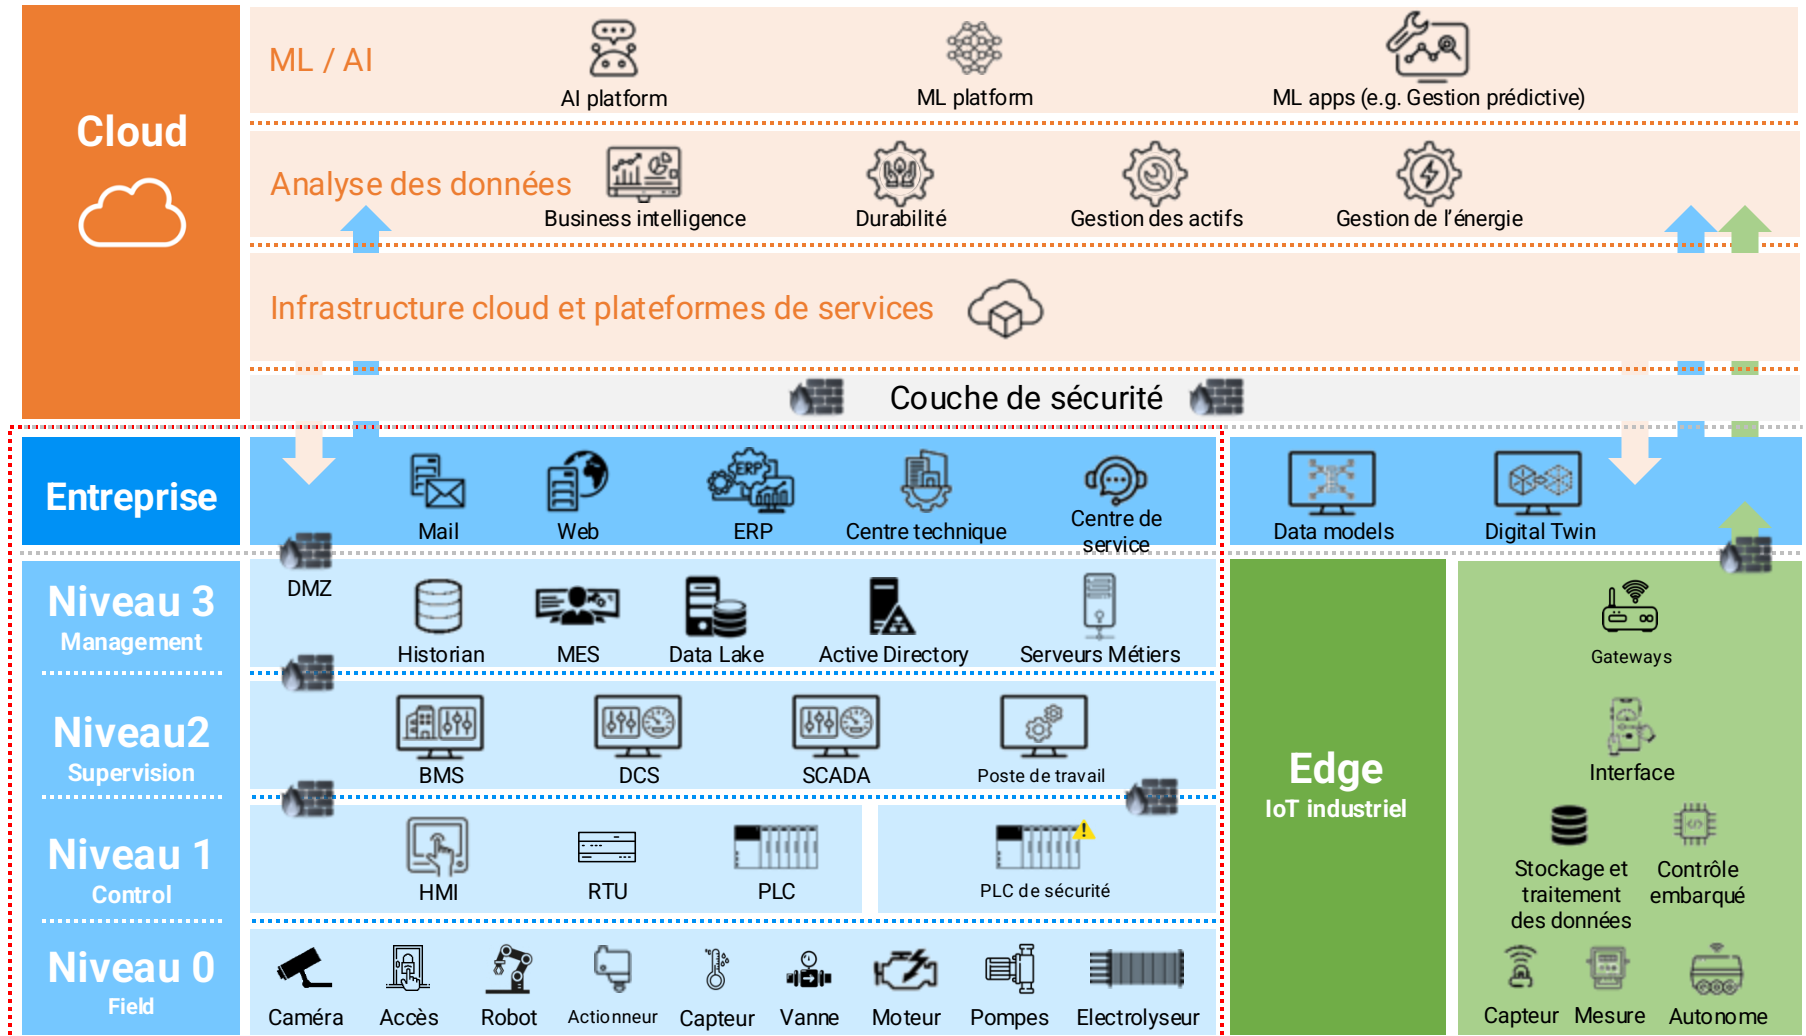 Cloud
ML / AI
AI platform
ML platform
ML apps (e.g. Gestion prédictive)
Analyse des données
Business intelligence
Durabilité
Gestion des actifs
Gestion de l'énergie
Infrastructure cloud et plateformes de services
Couche de sécurité
Entreprise
Mail
Web
ERP
ERP
Centre technique
Centre de
service
Data models
Digital Twin
Niveau 3
Management
DMZ
Historian
MES
Data Lake
Active Directory
Serveurs Métiers
Niveau2
Supervision
BMS
DCS
SCADA
Poste de travail
Niveau 1
Control
HMI
RTU
PLC
PLC de sécurité
Niveau 0
Field
Caméra
Accès
Robot
Actionneur
Capteur
Vanne
Moteur
Pompes
Electrolyseur
Edge
IoT industriel
Gateways
Interface
Stockage et
traitement
des données
Contrôle
embarqué
Capteur
Mesure
Autonome